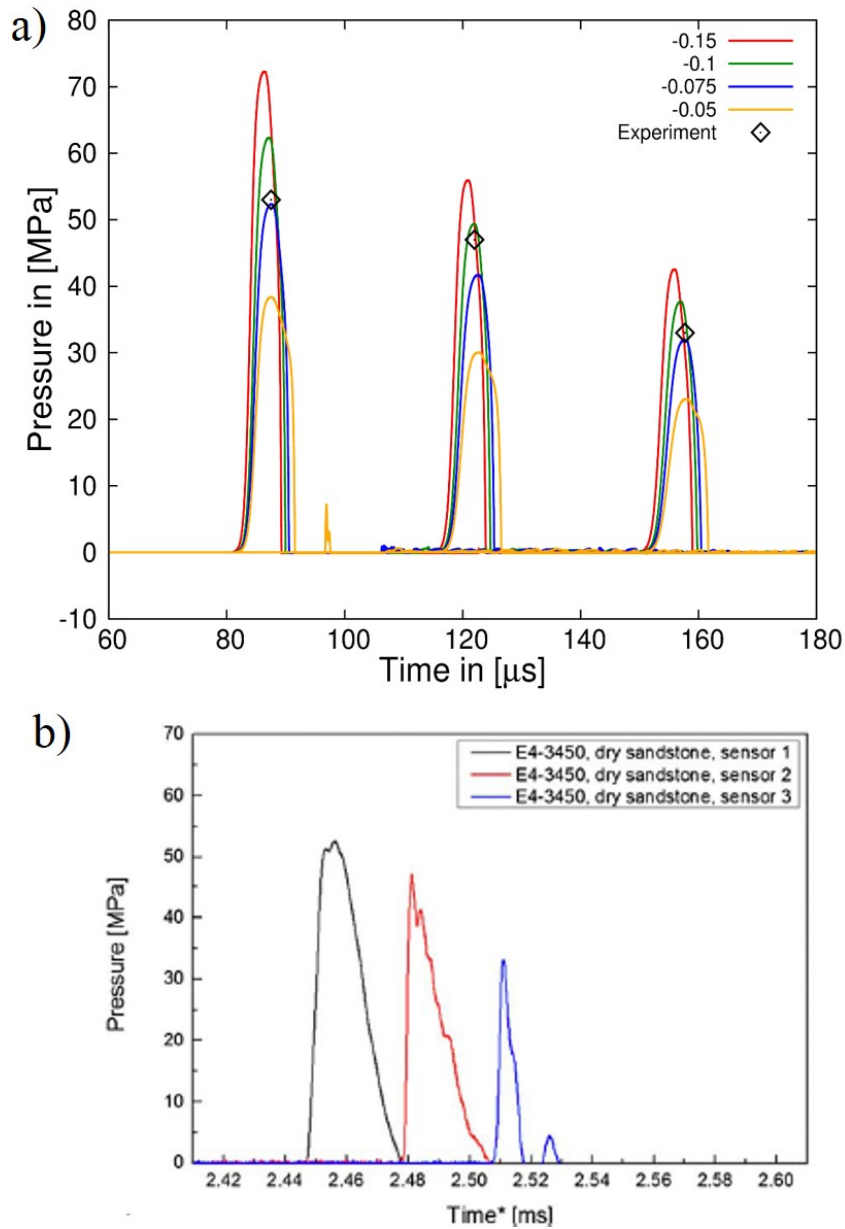 a)
80
70
60
50
40
30
20
10
0
-10
Pressure in [MPa]
-0.15
-0.1
-0.075
-0.05
Experiment
60 80 100 120 140 160 180
Time in [μs]
b)
70
60
50
40
30
20
10
0
Pressure [MPa]
E4-3450, dry sandstone, sensor 1
E4-3450, dry sandstone, sensor 2
E4-3450, dry sandstone, sensor 3
2.42 2.44 2.46 2.48 2.50 2.52 2.54 2.56 2.58 2.60
Time* [ms]